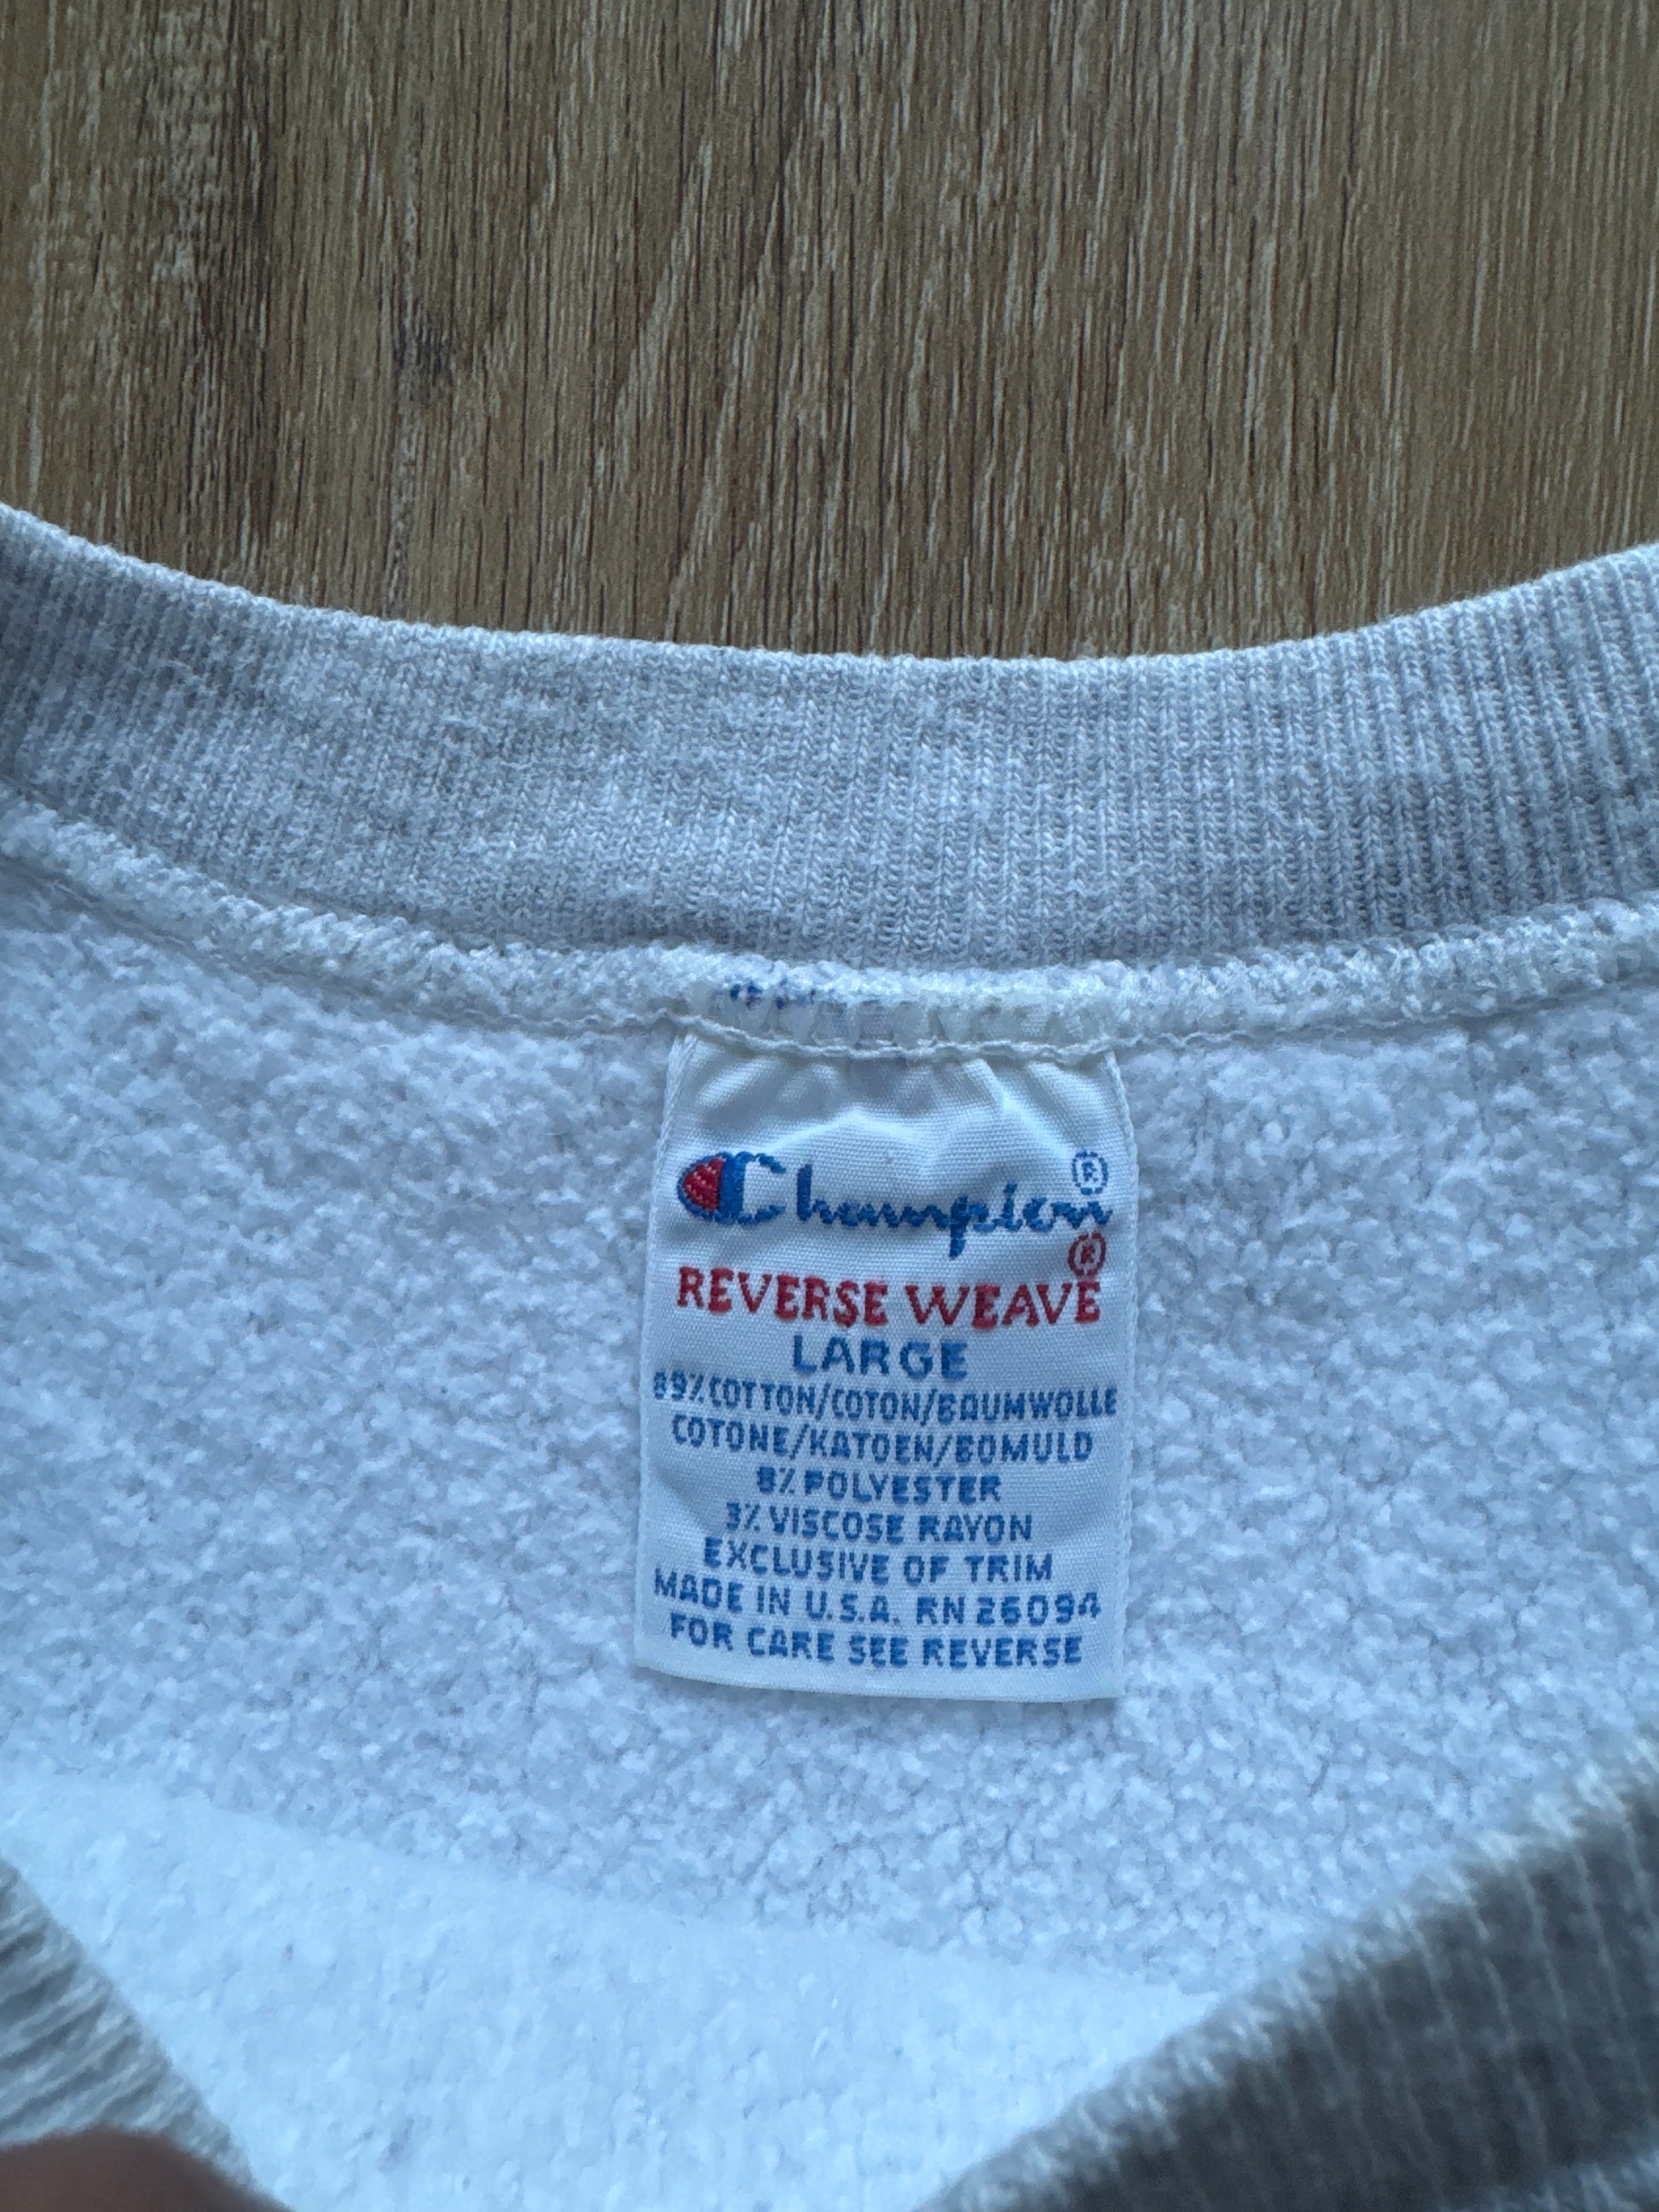 Champion®
REVERSE WEAVE®
LARGE
89% COTTON/COTON/BAUMWOLLE
COTONE/KATOEN/BOMULD
8% POLYESTER
3% VISCOSE RAYON
EXCLUSIVE OF TRIM
MADE IN U.S.A. RN 26094
FOR CARE SEE REVERSE